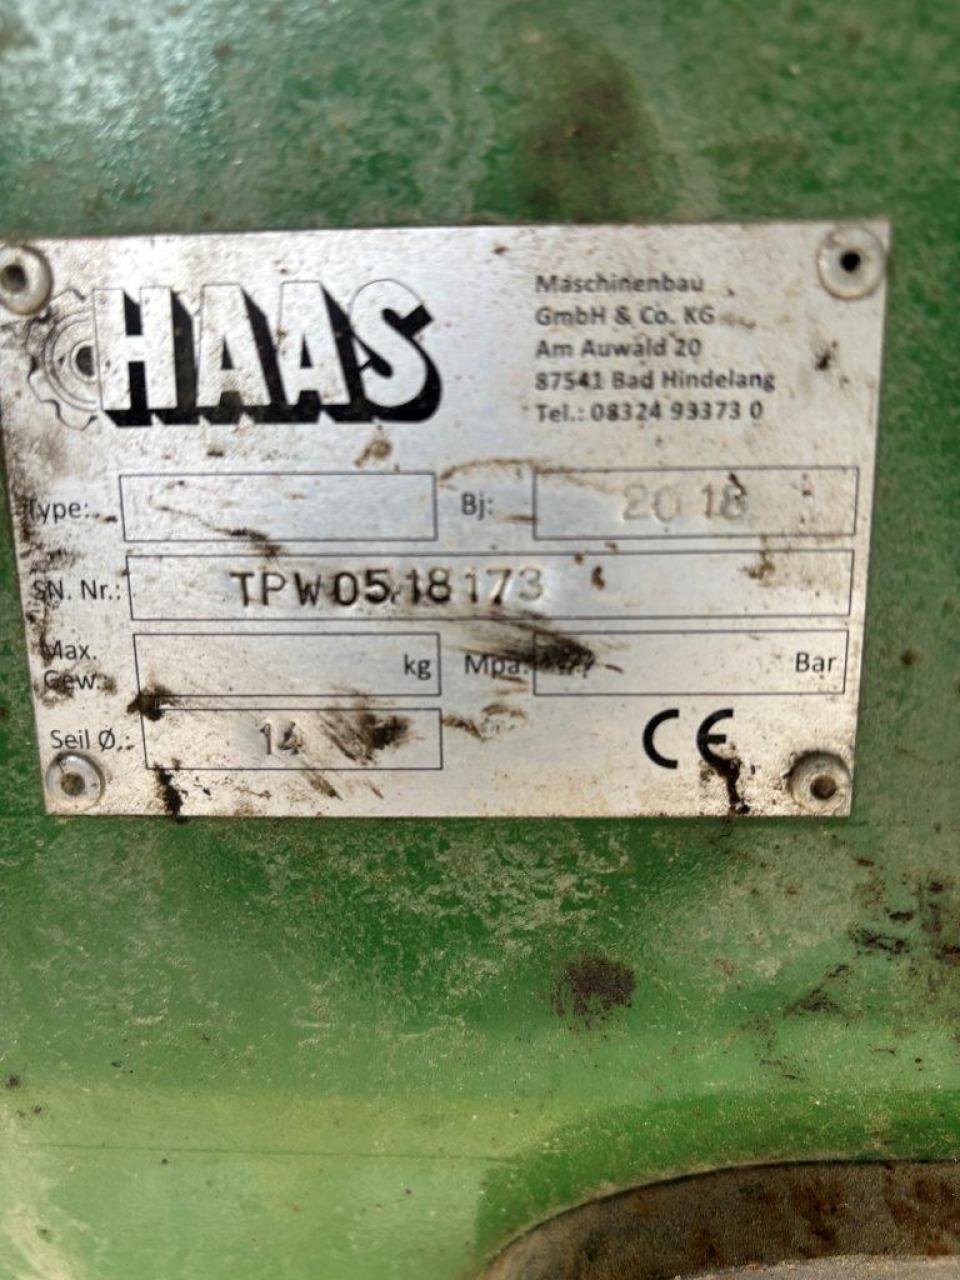 HAAS
Maschinenbau
GmbH & Co. KG
Am Auwald 20
87541 Bad Hindelang
Tel.: 08324 93373 0
Type:
Bj: 2018
SN. Nr.: TPW0518173
Max. Gew.: kg
Mpa: Bar
Seil Ø.: 14
CE